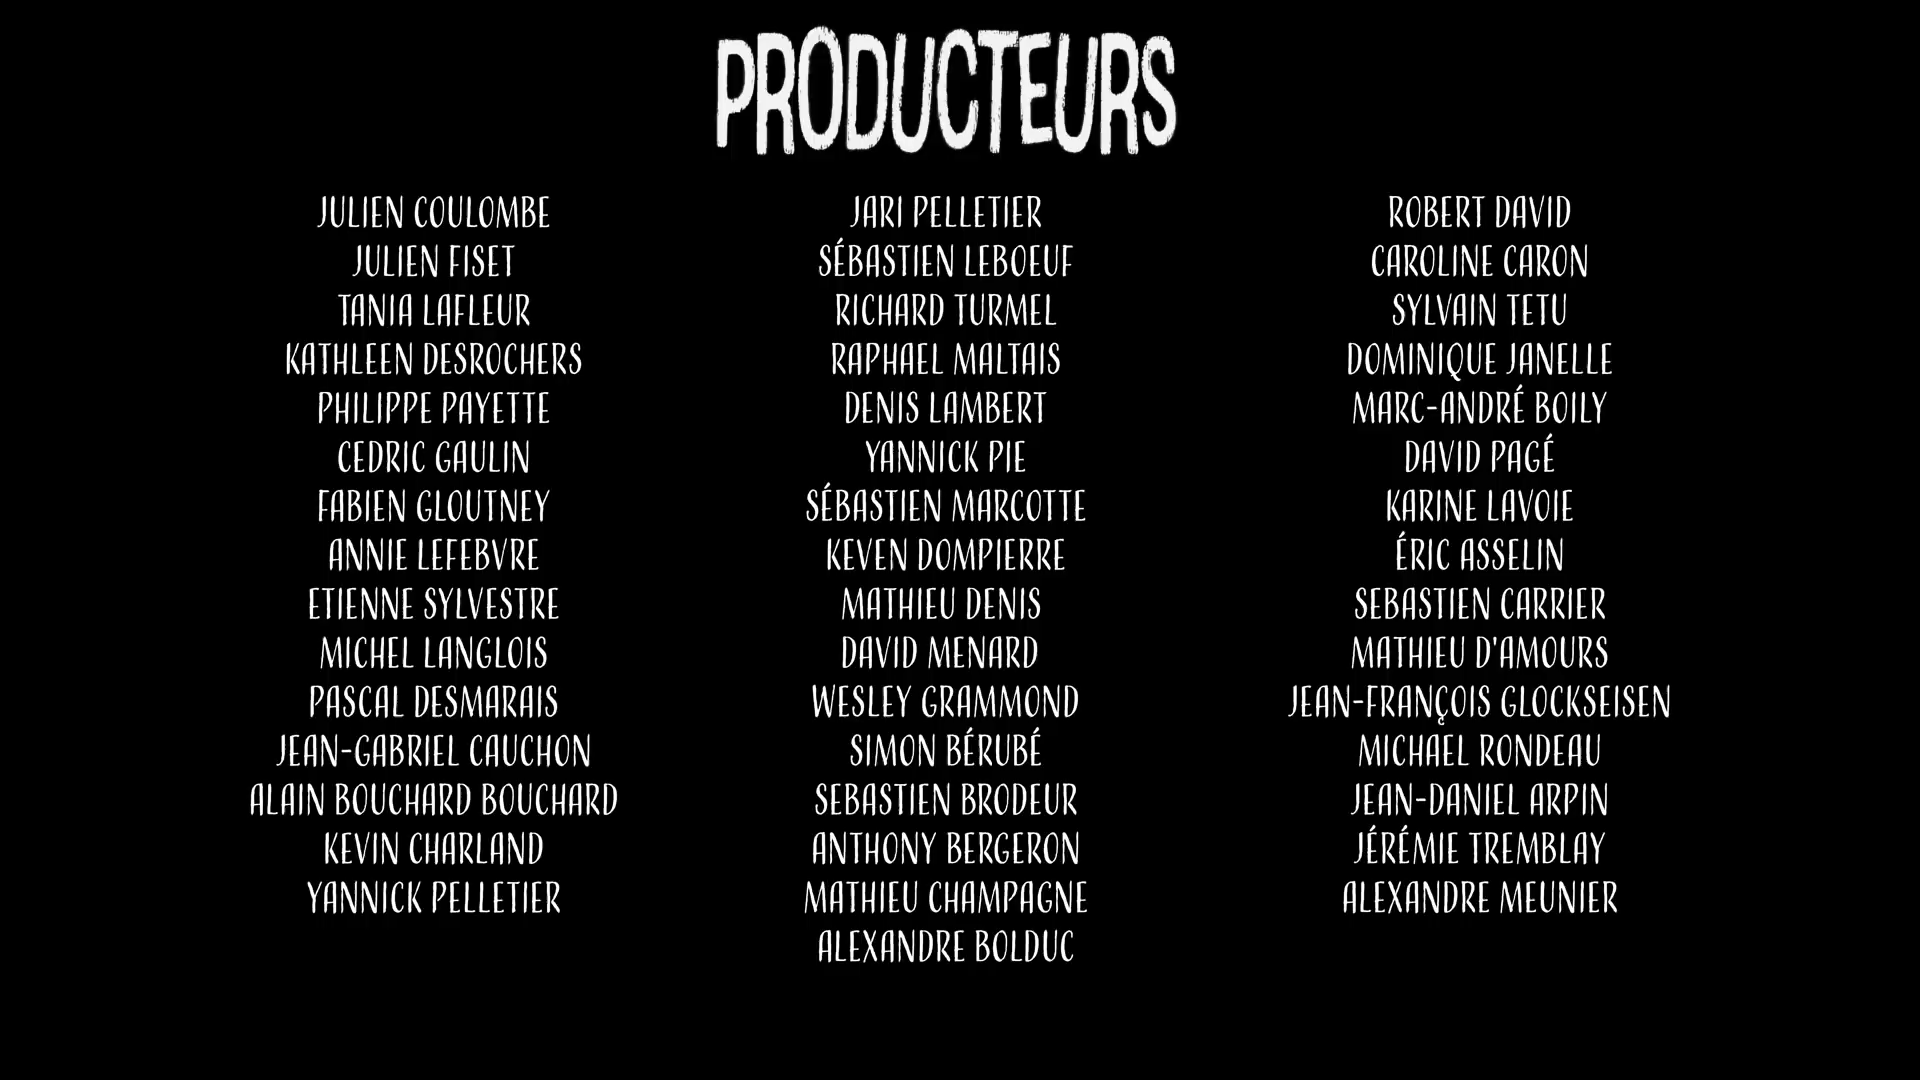 PRODUCTEURS
JULIEN COULOMBE
JULIEN FISET
TANIA LAFLEUR
KATHLEEN DESROCHERS
PHILIPPE PAYETTE
CEDRIC GAULIN
FABIEN GLOUTNEY
ANNIE LEFEBVRE
ETIENNE SYLVESTRE
MICHEL LANGLOIS
PASCAL DESMARAIS
JEAN-GABRIEL CAUCHON
ALAIN BOUCHARD BOUCHARD
KEVIN CHARLAND
YANNICK PELLETIER
JARI PELLETIER
SÉBASTIEN LEBOEUF
RICHARD TURMEL
RAPHAEL MALTAIS
DENIS LAMBERT
YANNICK PIE
SÉBASTIEN MARCOTTE
KEVEN DOMPIERRE
MATHIEU DENIS
DAVID MENARD
WESLEY GRAMMOND
SIMON BÉRUBÉ
SEBASTIEN BRODEUR
ANTHONY BERGERON
MATHIEU CHAMPAGNE
ALEXANDRE BOLDUC
ROBERT DAVID
CAROLINE CARON
SYLVAIN TETU
DOMINIQUE JANELLE
MARC-ANDRÉ BOILY
DAVID PAGÉ
KARINE LAVOIE
ÉRIC ASSELIN
SEBASTIEN CARRIER
MATHIEU D'AMOURS
JEAN-FRANÇOIS GLOCKSEISEN
MICHAEL RONDEAU
JEAN-DANIEL ARPIN
JÉRÉMIE TREMBLAY
ALEXANDRE MEUNIER